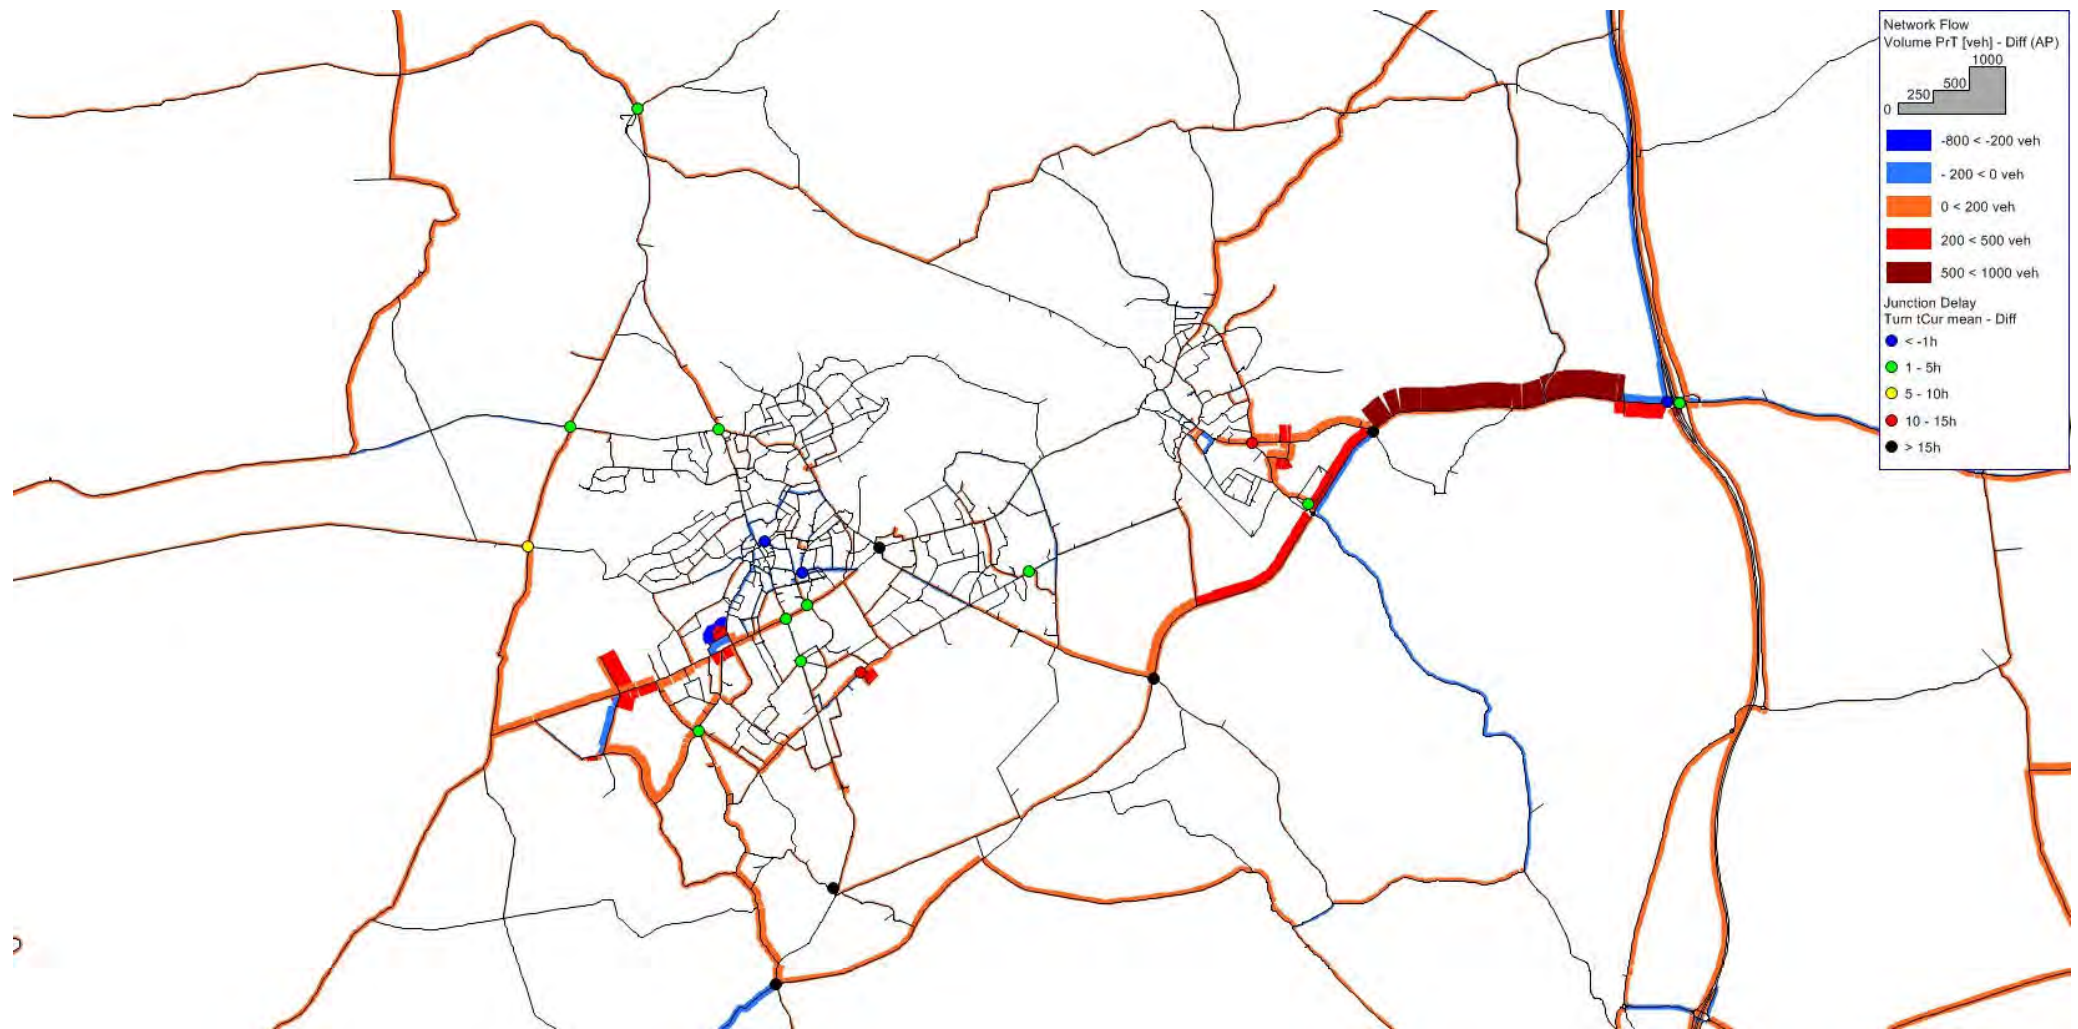 Network Flow
Volume PrT [veh] - Diff (AP)
1000
500
250
0
-800 < -200 veh
- 200 < 0 veh
0 < 200 veh
200 < 500 veh
500 < 1000 veh
Junction Delay
Turn tCur mean - Diff
< -1h
1 - 5h
5 - 10h
10 - 15h
> 15h